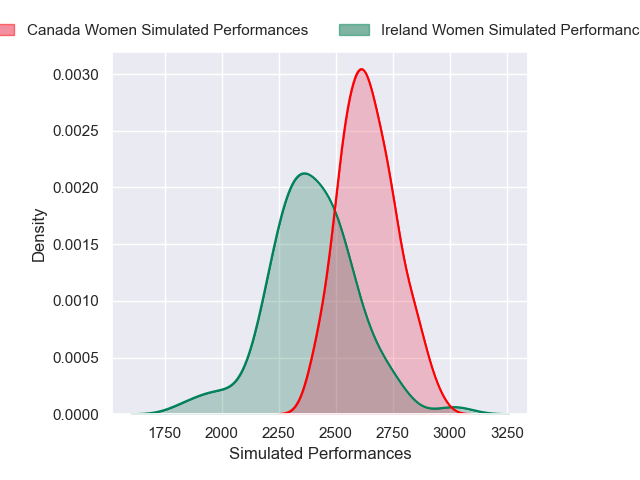 Canada Women Simulated Performances
Ireland Women Simulated Performanc
0.0030
0.0025
0.0020
0.0015
0.0010
0.0005
0.0000
Density
1750 2000 2250 2500 2750 3000 3250
Simulated Performances